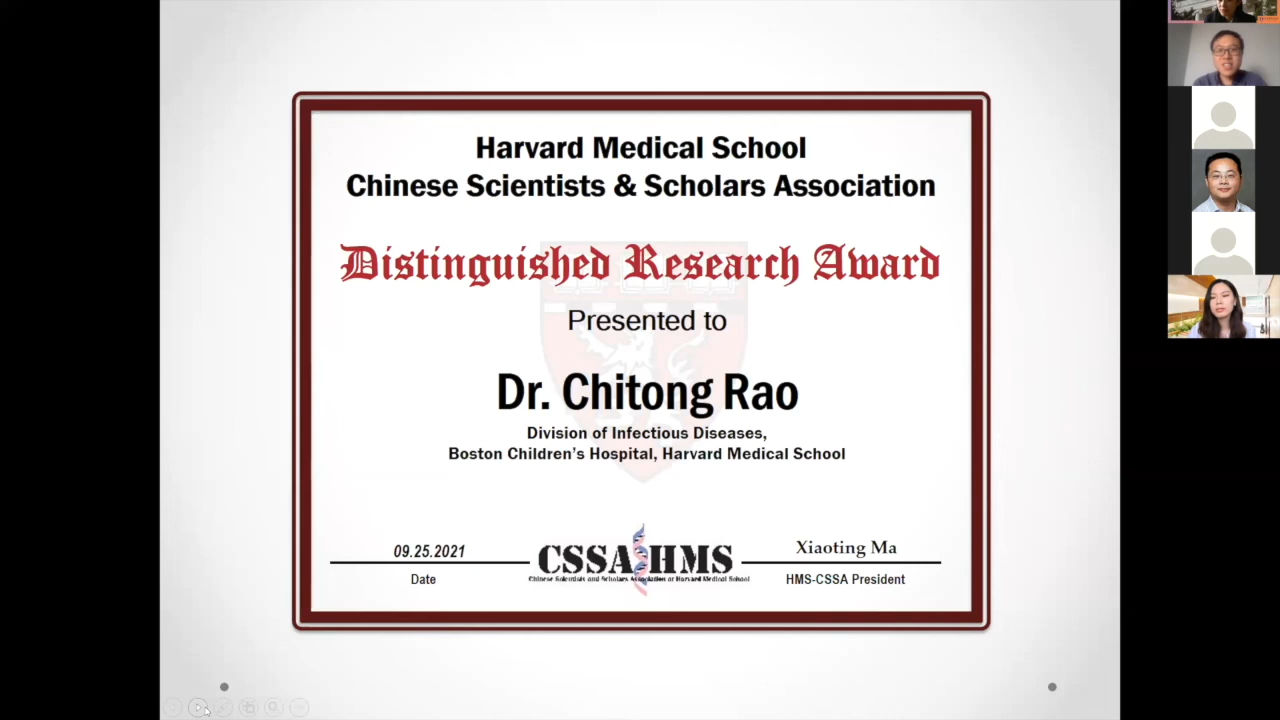 Harvard Medical School
Chinese Scientists & Scholars Association
Distinguished Research Award
Presented to
Dr. Chitong Rao
Division of Infectious Diseases,
Boston Children's Hospital, Harvard Medical School
09.25.2021
Date
CSSA HMS
Chinese Scientists and Scholars Association at Harvard Medical School
Xiaoting Ma
HMS-CSSA President